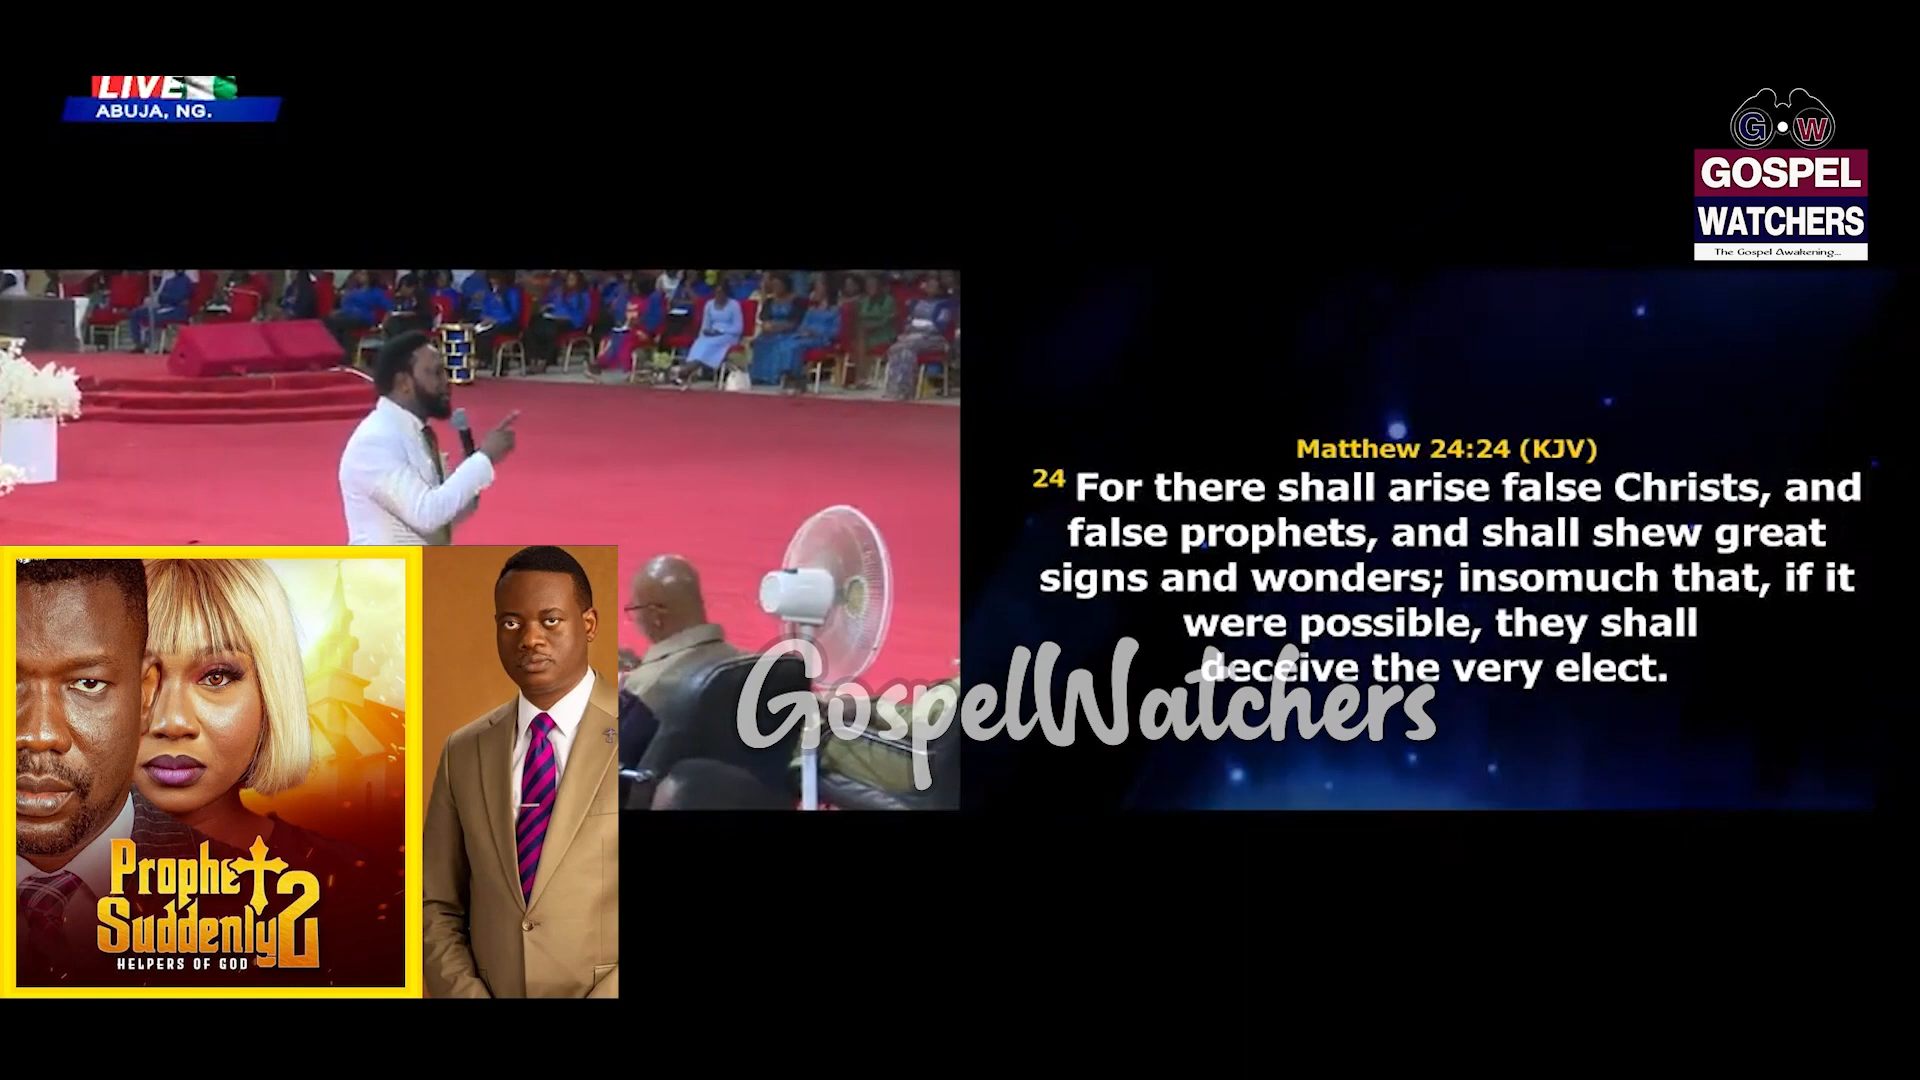 LIVE
ABUJA, NG.
G W
GOSPEL
WATCHERS
The Gospel Awakening...
Matthew 24:24 (KJV)
24 For there shall arise false Christs, and
false prophets, and shall shew great
signs and wonders; insomuch that, if it
were possible, they shall
deceive the very elect.
GospelWatchers
Prophet
Suddenly 2
HELPERS OF GOD